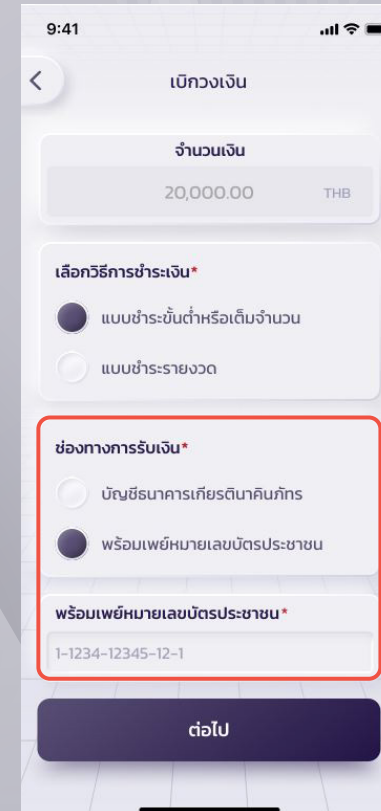 9:41
เบิกวงเงิน
จำนวนเงิน
20,000.00 THB
เลือกวิธีการชำระเงิน*
แบบชำระขั้นต่ำหรือเต็มจำนวน
แบบชำระรายงวด
ช่องทางการรับเงิน*
บัญชีธนาคารเกียรตินาคินภัทร
พร้อมเพย์หมายเลขบัตรประชาชน
พร้อมเพย์หมายเลขบัตรประชาชน*
1-1234-12345-12-1
ต่อไป